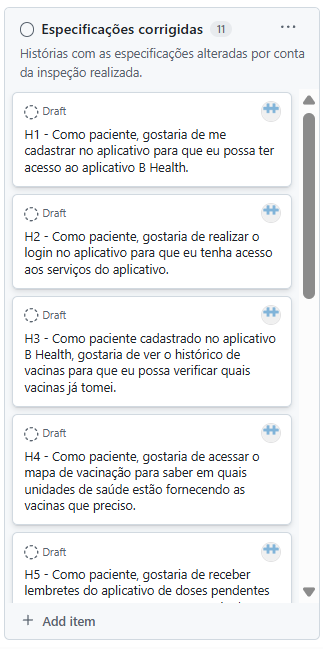 Especificações corrigidas 11
Histórias com as especificações alteradas por conta
da inspeção realizada.
Draft
H1 - Como paciente, gostaria de me
cadastrar no aplicativo para que eu possa ter
acesso ao aplicativo B Health.
Draft
H2 - Como paciente, gostaria de realizar o
login no aplicativo para que eu tenha acesso
aos serviços do aplicativo.
Draft
H3 - Como paciente cadastrado no aplicativo
B Health, gostaria de ver o histórico de
vacinas para que eu possa verificar quais
vacinas já tomei.
Draft
H4 - Como paciente, gostaria de acessar o
mapa de vacinação para saber em quais
unidades de saúde estão fornecendo as
vacinas que preciso.
Draft
H5 - Como paciente, gostaria de receber
lembretes do aplicativo de doses pendentes
Add item